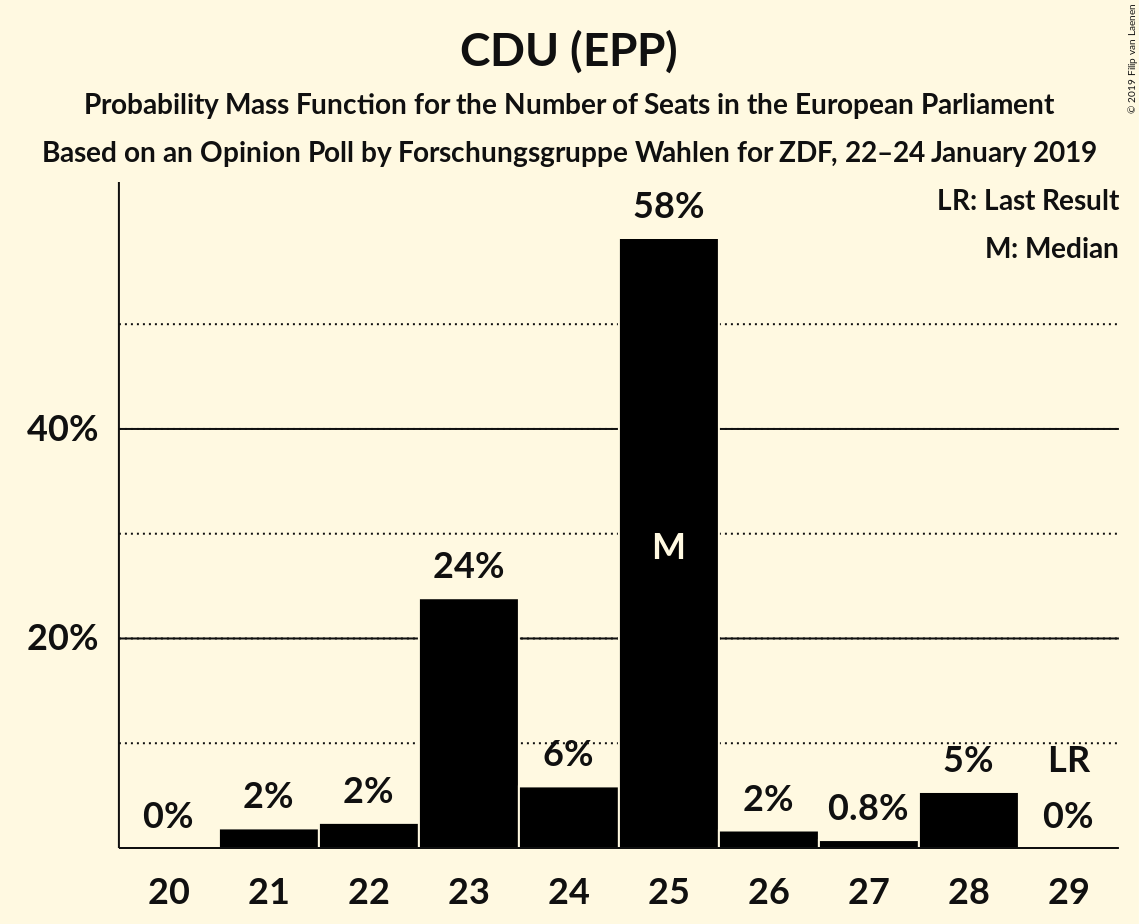 CDU (EPP)
Probability Mass Function for the Number of Seats in the European Parliament
Based on an Opinion Poll by Forschungsgruppe Wahlen for ZDF, 22–24 January 2019
© 2019 Filip van Laenen
LR: Last Result
M: Median
58%
40%
M
24%
20%
6%
5%
LR
2%
2%
2%
0.8%
0%
0%
20 21 22 23 24 25 26 27 28 29